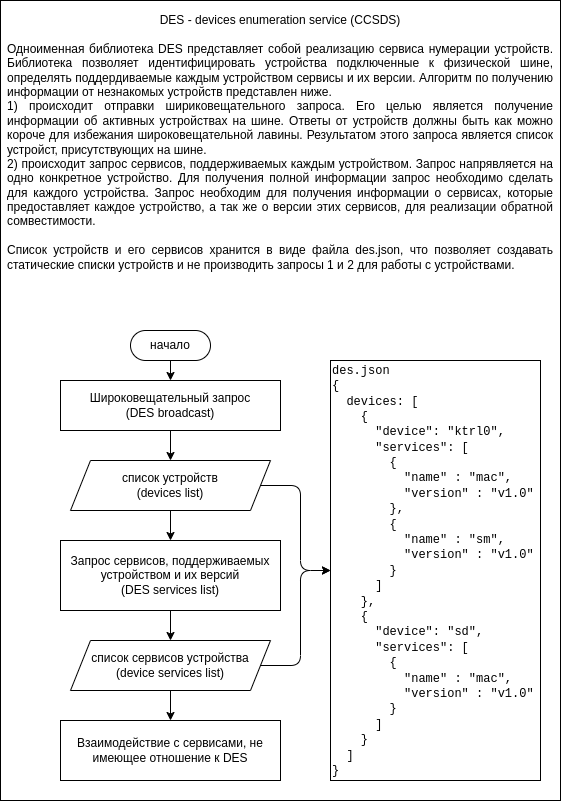 DES - devices enumeration service (CCSDS)
Одноименная библиотека DES представляет собой реализацию сервиса нумерации устройств.
Библиотека позволяет идентифицировать устройства подключенные к физической шине,
определять поддердиваемые каждым устройством сервисы и их версии. Алгоритм по получению
информации от незнакомых устройств представлен ниже.
1) происходит отправки шириковещательного запроса. Его целью является получение
информации об активных устройствах на шине. Ответы от устройств должны быть как можно
короче для избежания широковещательной лавины. Результатом этого запроса является список
устройст, присутствующих на шине.
2) происходит запрос сервисов, поддерживаемых каждым устройством. Запрос напрявляется на
одно конкретное устройство. Для получения полной информации запрос необходимо сделать
для каждого устройства. Запрос необходим для получения информации о сервисах, которые
предоставляет каждое устройство, а так же о версии этих сервисов, для реализации обратной
сомвестимости.
Список устройств и его сервисов хранится в виде файла des.json, что позволяет создавать
статические списки устройств и не производить запросы 1 и 2 для работы с устройствами.
начало
Широковещательный запрос
(DES broadcast)
список устройств
(devices list)
Запрос сервисов, поддерживаемых
устройством и их версий
(DES services list)
список сервисов устройства
(device services list)
Взаимодействие с сервисами, не
имеющее отношение к DES
des.json
{
devices: [
{
"device": "ktrl0",
"services": [
{
"name" : "mac",
"version" : "v1.0"
},
{
"name" : "sm",
"version" : "v1.0"
}
]
},
{
"device": "sd",
"services": [
{
"name" : "mac",
"version" : "v1.0"
}
]
}
]
}